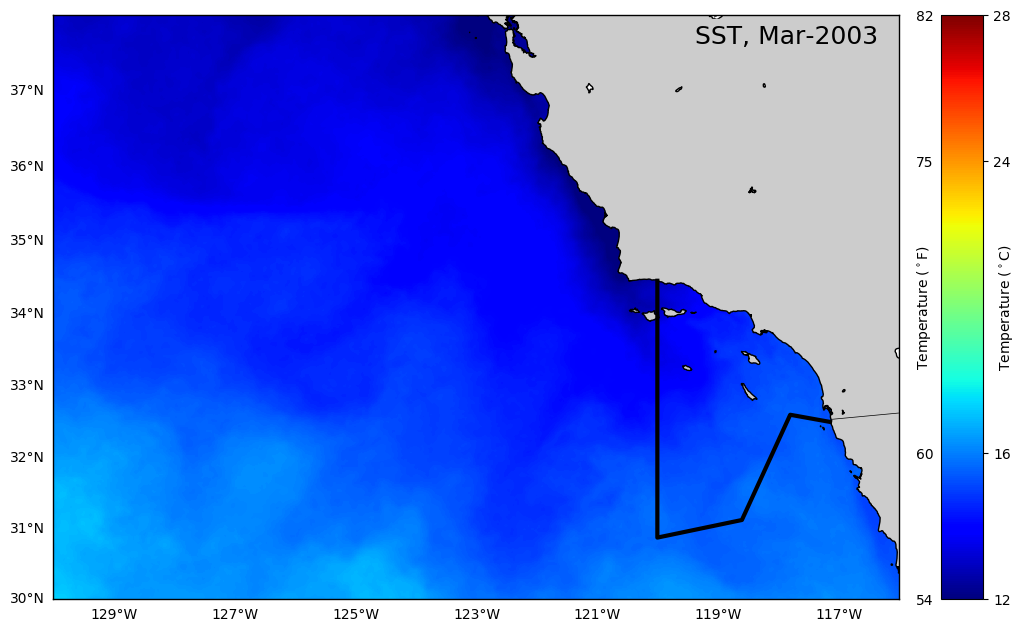 SST, Mar-2003
37°N
36°N
35°N
34°N
33°N
32°N
31°N
30°N
129°W
127°W
125°W
123°W
121°W
119°W
117°W
82
75
60
54
Temperature (°F)
28
24
16
12
Temperature (°C)